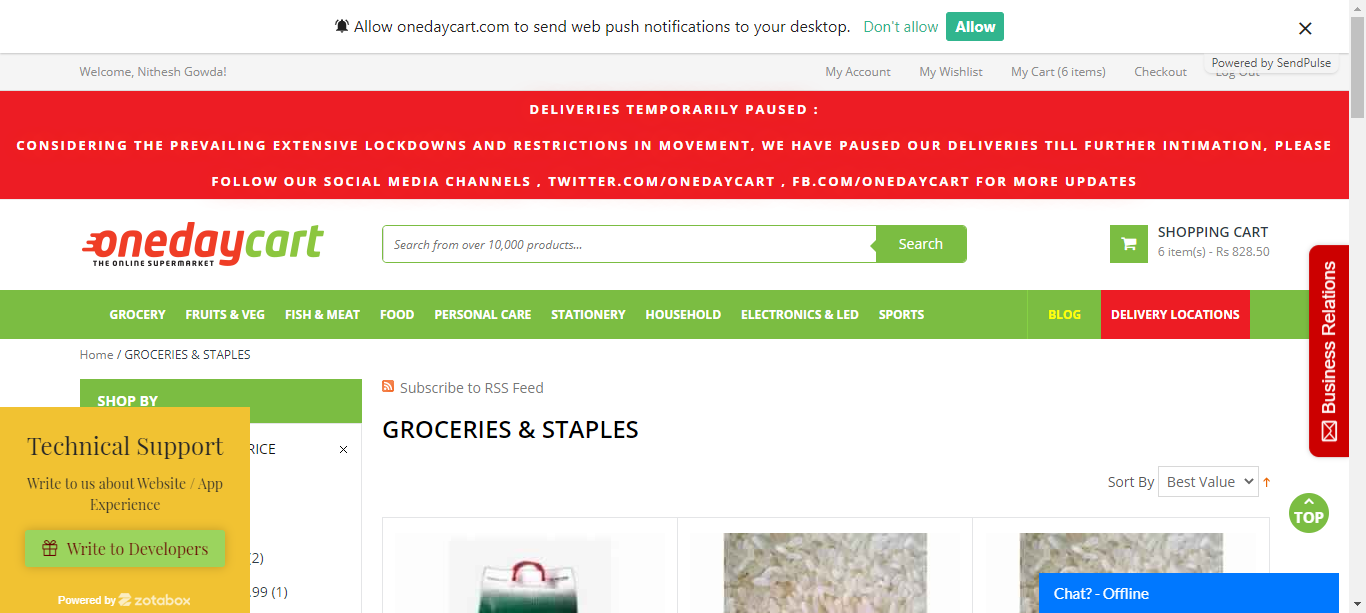 Allow onedaycart.com to send web push notifications to your desktop. Don't allow Allow
Powered by SendPulse
Welcome, Nithesh Gowda!
My Account My Wishlist My Cart (6 items) Checkout Log Out
DELIVERIES TEMPORARILY PAUSED :
CONSIDERING THE PREVAILING EXTENSIVE LOCKDOWNS AND RESTRICTIONS IN MOVEMENT, WE HAVE PAUSED OUR DELIVERIES TILL FURTHER INTIMATION, PLEASE
FOLLOW OUR SOCIAL MEDIA CHANNELS , TWITTER.COM/ONEDAYCART , FB.COM/ONEDAYCART FOR MORE UPDATES
onedaycart
THE ONLINE SUPERMARKET
Search from over 10,000 products... Search
SHOPPING CART
6 item(s) - Rs 828.50
GROCERY FRUITS & VEG FISH & MEAT FOOD PERSONAL CARE STATIONERY HOUSEHOLD ELECTRONICS & LED SPORTS BLOG DELIVERY LOCATIONS
Business Relations
Home / GROCERIES & STAPLES
SHOP BY
Subscribe to RSS Feed
GROCERIES & STAPLES
RICE
Technical Support
Write to us about Website / App
Experience
Write to Developers
Powered by zotabox
(2)
.99 (1)
Sort By Best Value
TOP
Chat? - Offline